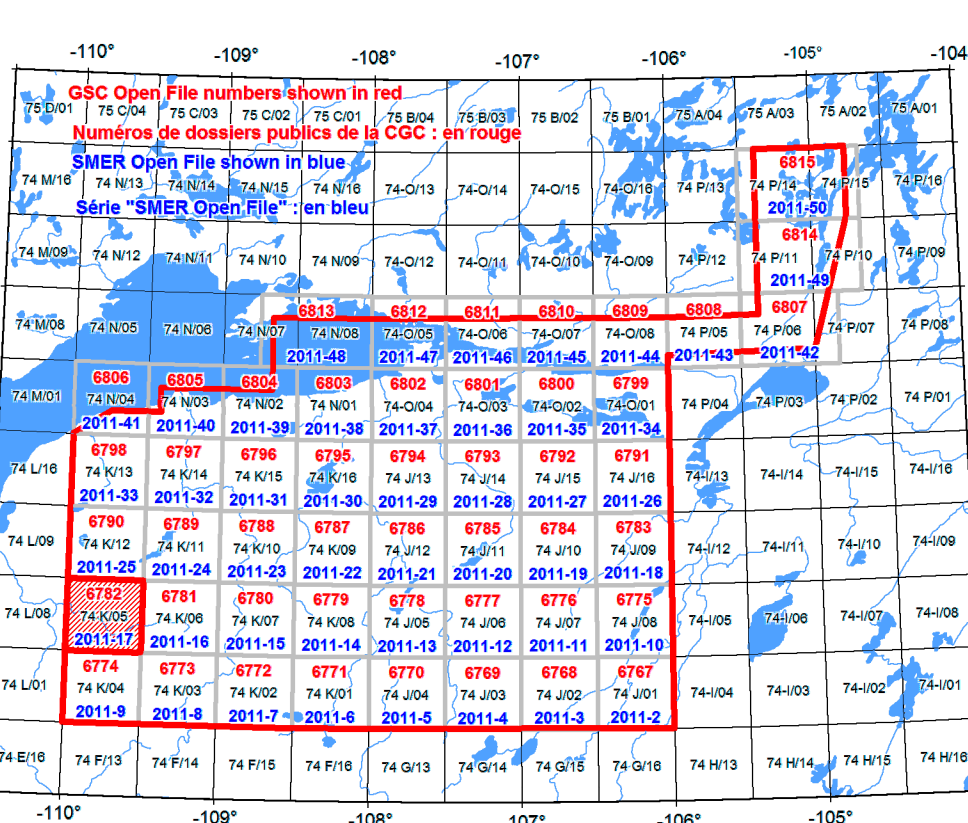 -110° -109° -108° -107° -106° -105° -104
GSC Open File numbers shown in red
75 D/01 75 C/04 75 C/03 75 C/02 75 C/01 75 B/04 75 B/03 75 B/02 75 B/01 75 A/04 75 A/03 75 A/02 75 A/01
Numéros de dossiers publics de la CGC : en rouge
SMER Open File shown in blue
6815
74 M/16 74 N/13 74 N/14 74 N/15 74 N/16 74-O/13 74-O/14 74-O/15 74-O/16 74 P/13 74 P/14 74 P/15 74 P/16
Série "SMER Open File" : en bleu
2011-50
6814
74 M/09 74 N/12 74 N/11 74 N/10 74 N/09 74-O/12 74-O/11 74-O/10 74-O/09 74 P/12 74 P/11 74 P/10 74 P/09
2011-49
6813 6812 6811 6810 6809 6808 6807
74 M/08 74 N/05 74 N/06 74 N/07 74 N/08 74-O/05 74-O/06 74-O/07 74-O/08 74 P/05 74 P/06 74 P/07 74 P/08
2011-48 2011-47 2011-46 2011-45 2011-44 2011-43 2011-42
6806 6805 6804 6803 6802 6801 6800 6799
74 M/01 74 N/04 74 N/03 74 N/02 74 N/01 74-O/04 74-O/03 74-O/02 74-O/01 74 P/04 74 P/03 74 P/02 74 P/01
2011-41 2011-40 2011-39 2011-38 2011-37 2011-36 2011-35 2011-34
6798 6797 6796 6795 6794 6793 6792 6791
74 L/16 74 K/13 74 K/14 74 K/15 74 K/16 74 J/13 74 J/14 74 J/15 74 J/16 74-I/13 74-I/14 74-I/15 74-I/16
2011-33 2011-32 2011-31 2011-30 2011-29 2011-28 2011-27 2011-26
6790 6789 6788 6787 6786 6785 6784 6783
74 L/09 74 K/12 74 K/11 74 K/10 74 K/09 74 J/12 74 J/11 74 J/10 74 J/09 74-I/12 74-I/11 74-I/10 74-I/09
2011-25 2011-24 2011-23 2011-22 2011-21 2011-20 2011-19 2011-18
6782 6781 6780 6779 6778 6777 6776 6775
74 L/08 74 K/05 74 K/06 74 K/07 74 K/08 74 J/05 74 J/06 74 J/07 74 J/08 74-I/05 74-I/06 74-I/07 74-I/08
2011-17 2011-16 2011-15 2011-14 2011-13 2011-12 2011-11 2011-10
6774 6773 6772 6771 6770 6769 6768 6767
74 L/01 74 K/04 74 K/03 74 K/02 74 K/01 74 J/04 74 J/03 74 J/02 74 J/01 74-I/04 74-I/03 74-I/02 74-I/01
2011-9 2011-8 2011-7 2011-6 2011-5 2011-4 2011-3 2011-2
74 E/16 74 F/13 74 F/14 74 F/15 74 F/16 74 G/13 74 G/14 74 G/15 74 G/16 74 H/13 74 H/14 74 H/15 74 H/16
-110° -109° -108° -107° -106° -105°